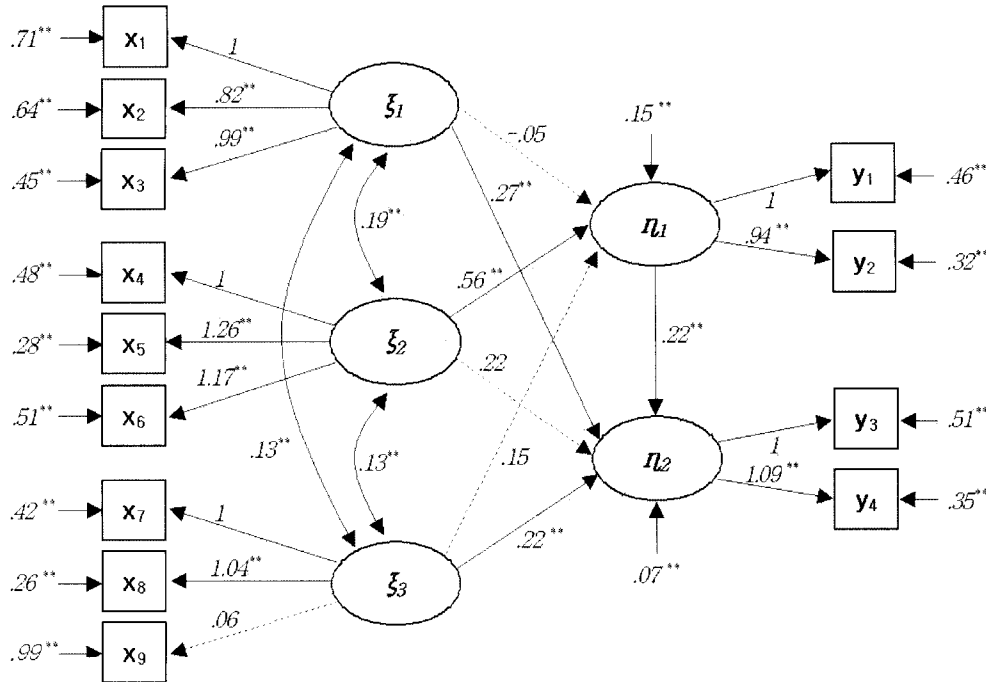 .71** x1 1
.64** x2 .82**
.45** x3 .99**
ξ1
-.05
.27**
.15**
η1
y1 .46**
1
.94**
y2 .32**
.19**
.48** x4 1
.28** x5 1.26**
.51** x6 1.17**
ξ2
.56**
.22
.22**
.13**
.13**
.15
η2
y3 .51**
1
1.09**
y4 .35**
.07**
.42** x7 1
.26** x8 1.04**
.99** x9 .06
ξ3
.22**